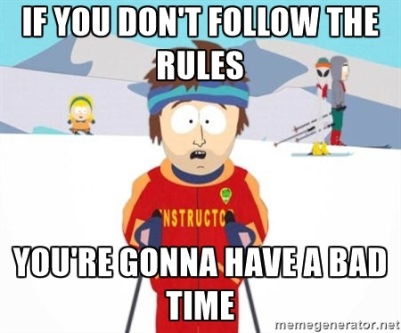 IF YOU DON'T FOLLOW THE
RULES
INSTRUCTO
YOU'RE GONNA HAVE A BAD
TIME
memegenerator.net